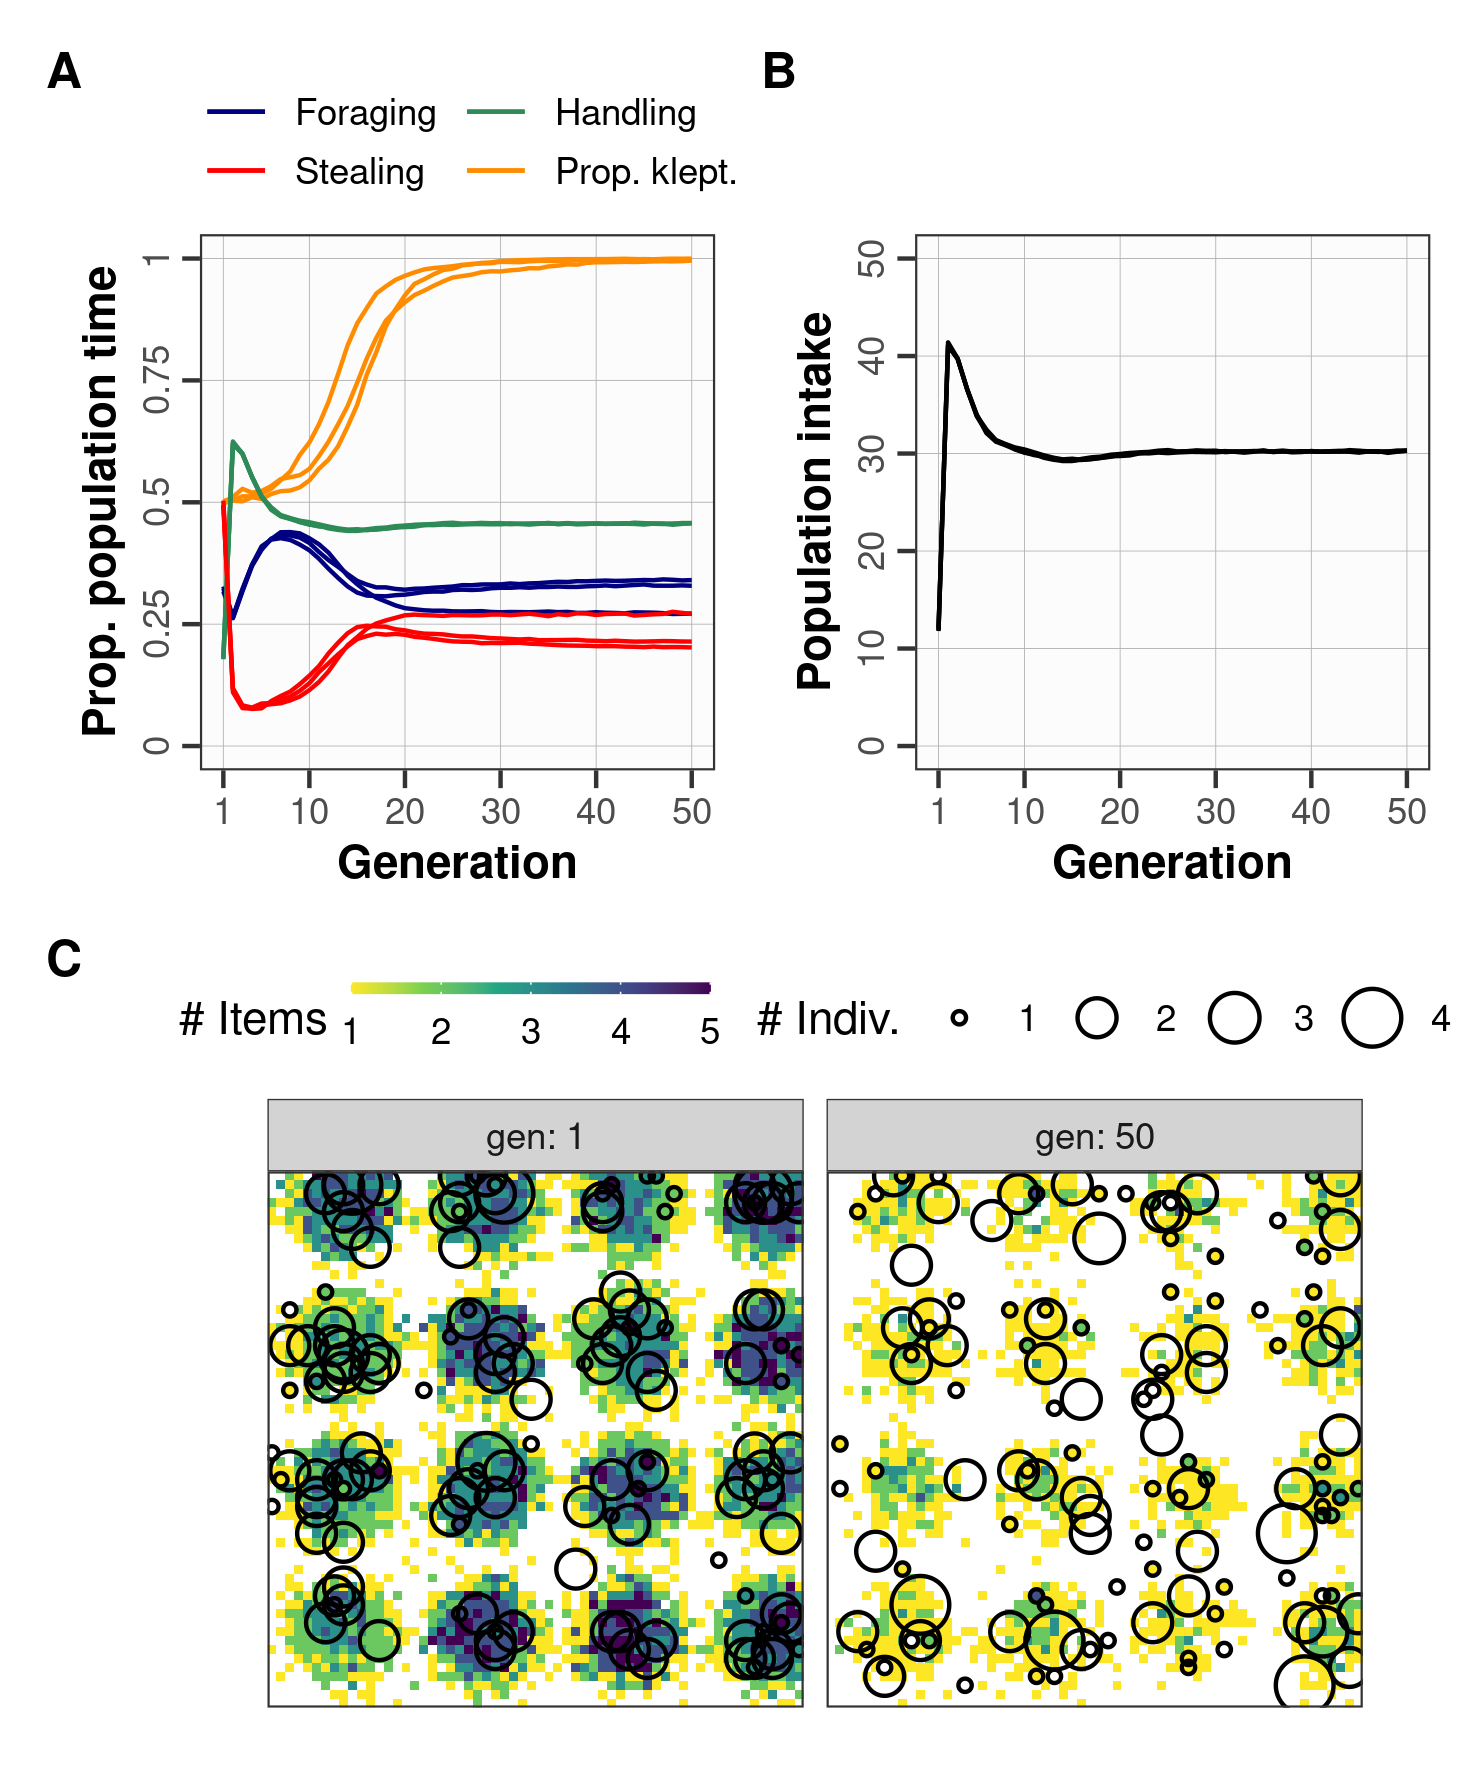 A
B
Foraging
Handling
Stealing
Prop. klept.
Prop. population time
0
0.25
0.5
0.75
1
1 10 20 30 40 50
Generation
Population intake
0
10
20
30
40
50
1 10 20 30 40 50
Generation
C
# Items
1 2 3 4 5
# Indiv.
1 2 3 4
gen: 1
gen: 50